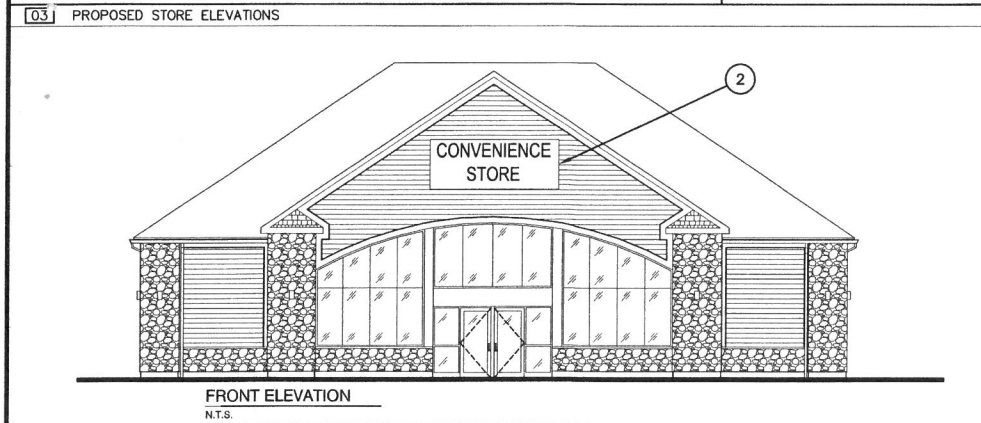 03 PROPOSED STORE ELEVATIONS
2
CONVENIENCE
STORE
FRONT ELEVATION
N.T.S.